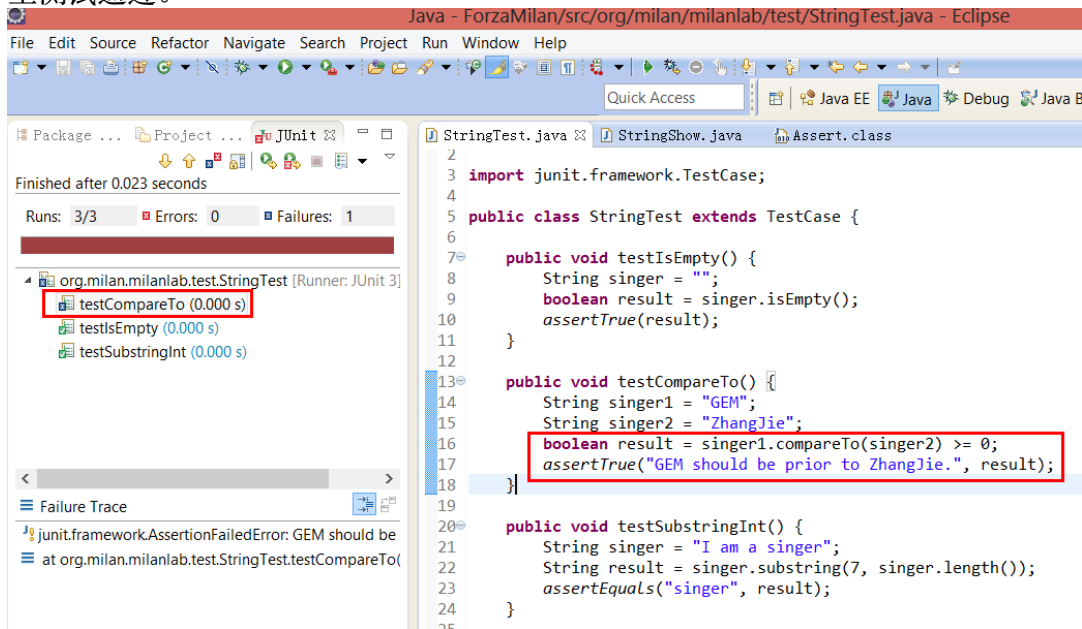 Java - ForzaMilan/src/org/milan/milanlab/test/StringTest.java - Eclipse
File Edit Source Refactor Navigate Search Project Run Window Help
Quick Access
Java EE Java Debug Java B
Package ... Project ... JUnit
Finished after 0.023 seconds
Runs: 3/3 Errors: 0 Failures: 1
org.milan.milanlab.test.StringTest [Runner: JUnit 3]
testCompareTo (0.000 s)
testIsEmpty (0.000 s)
testSubstringInt (0.000 s)
Failure Trace
junit.framework.AssertionFailedError: GEM should be
at org.milan.milanlab.test.StringTest.testCompareTo(
StringTest.java StringShow.java Assert.class
2
3 import junit.framework.TestCase;
4
5 public class StringTest extends TestCase {
6
7 public void testIsEmpty() {
8 String singer = "";
9 boolean result = singer.isEmpty();
10 assertTrue(result);
11 }
12
13 public void testCompareTo() {
14 String singer1 = "GEM";
15 String singer2 = "ZhangJie";
16 boolean result = singer1.compareTo(singer2) >= 0;
17 assertTrue("GEM should be prior to ZhangJie.", result);
18 }
19
20 public void testSubstringInt() {
21 String singer = "I am a singer";
22 String result = singer.substring(7, singer.length());
23 assertEquals("singer", result);
24 }